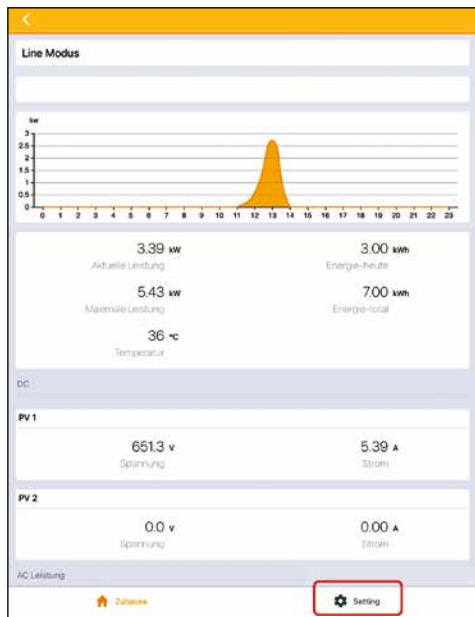 Line Modus
kw
3
2.5
2
1.5
1
0.5
0
0 1 2 3 4 5 6 7 8 9 10 11 12 13 14 15 16 17 18 19 20 21 22 23
3.39 kW 3.00 kWh
Aktuelle Leistung Energie-heute
5.43 kW 7.00 kWh
Maximale Leistung Energie-total
36 °C
Temperatur
DC
PV 1
651.3 V 5.39 A
Spannung Strom
PV 2
0.0 V 0.00 A
Spannung Strom
AC Leistung
Zuhause Setting